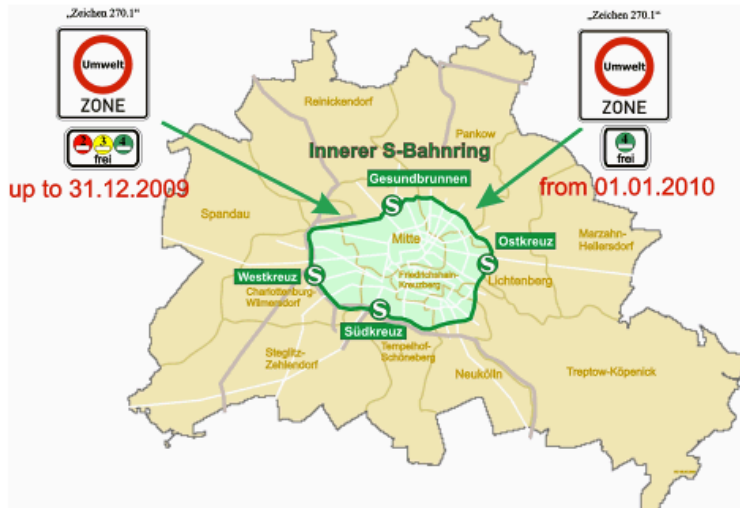 „Zeichen 270.1“
Umwelt
ZONE
2 3 4
frei
up to 31.12.2009
„Zeichen 270.1“
Umwelt
ZONE
4
frei
from 01.01.2010
Reinickendorf
Pankow
Innerer S-Bahnring
Gesundbrunnen
S
Spandau
Mitte
Ostkreuz
S
Marzahn-
Hellersdorf
Westkreuz
S
Friedrichshain-
Kreuzberg
Lichtenberg
Charlottenburg-
Wilmersdorf
S
Südkreuz
Steglitz-
Zehlendorf
Tempelhof-
Schöneberg
Neukölln
Treptow-Köpenick